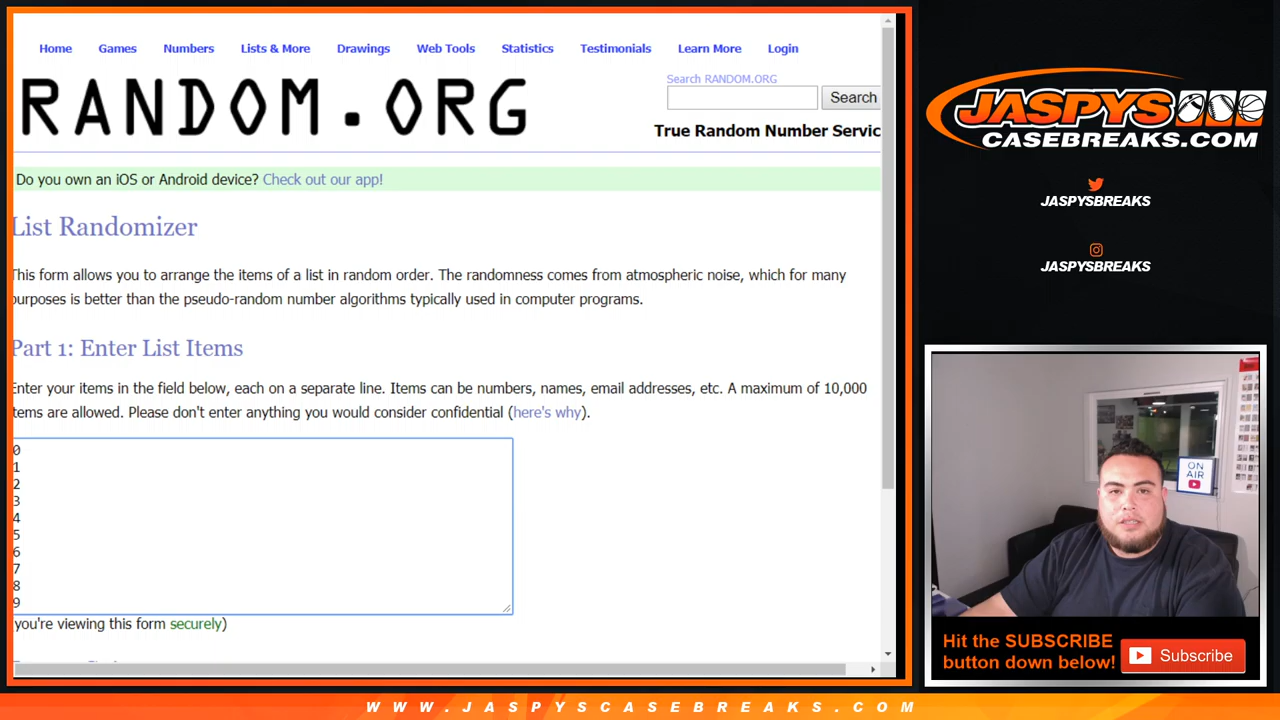 Home Games Numbers Lists & More Drawings Web Tools Statistics Testimonials Learn More Login
RANDOM.ORG
Search RANDOM.ORG
Search
True Random Number Servic
Do you own an iOS or Android device? Check out our app!
List Randomizer
This form allows you to arrange the items of a list in random order. The randomness comes from atmospheric noise, which for many
purposes is better than the pseudo-random number algorithms typically used in computer programs.
Part 1: Enter List Items
Enter your items in the field below, each on a separate line. Items can be numbers, names, email addresses, etc. A maximum of 10,000
items are allowed. Please don't enter anything you would consider confidential (here's why).
0
1
2
3
4
5
6
7
8
9
you're viewing this form securely)
JASPYS
CASEBREAKS.COM
JASPYSBREAKS
JASPYSBREAKS
ON
AIR
Hit the SUBSCRIBE
button down below!
Subscribe
WWW.JASPYSCASEBREAKS.COM